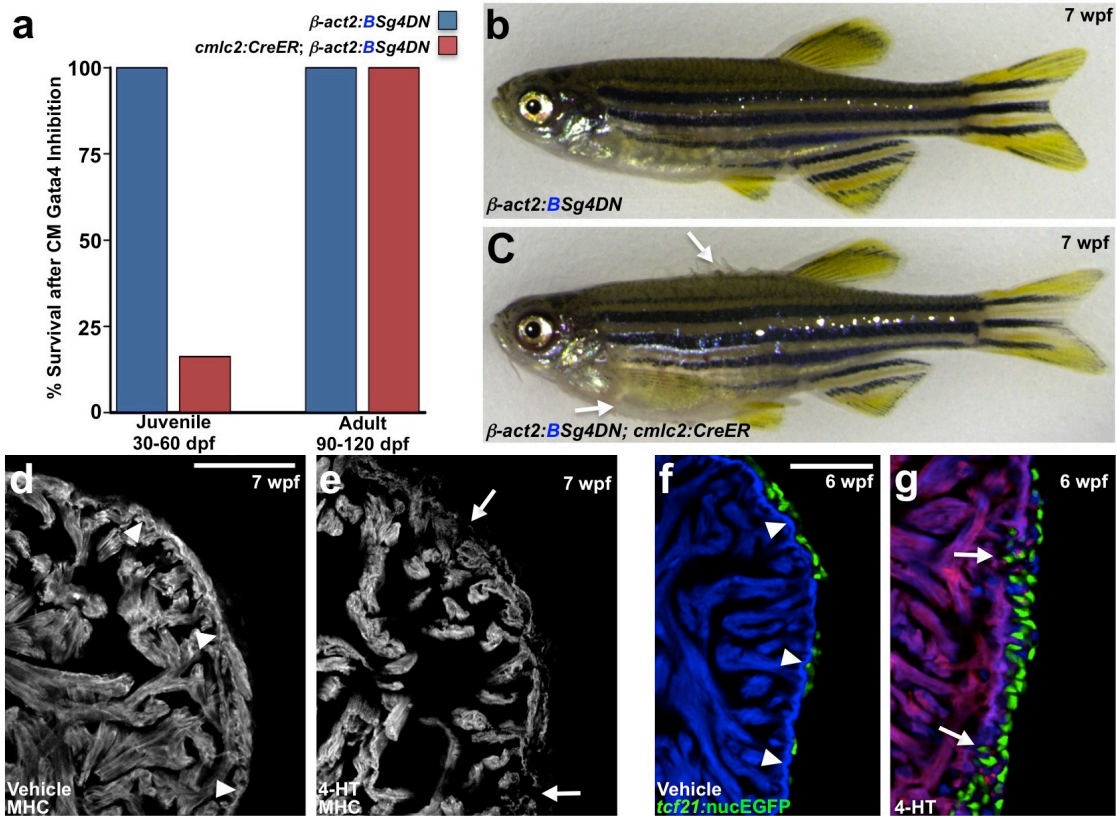 a
β-act2:BSg4DN
cmlc2:CreER; β-act2:BSg4DN
% Survival after CM Gata4 Inhibition
100
75
50
25
0
Juvenile
30-60 dpf
Adult
90-120 dpf
b
7 wpf
β-act2:BSg4DN
C
7 wpf
β-act2:BSg4DN; cmlc2:CreER
d
7 wpf
Vehicle
MHC
e
7 wpf
4-HT
MHC
f
6 wpf
Vehicle
tcf21:nucEGFP
g
6 wpf
4-HT